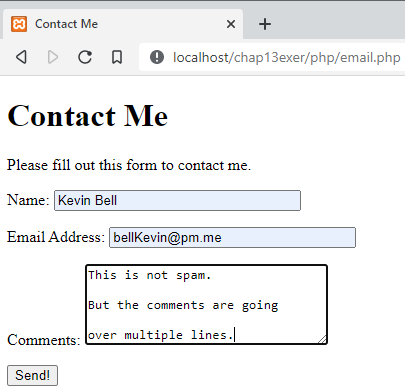 Contact Me
localhost/chap13exer/php/email.php
Contact Me
Please fill out this form to contact me.
Name: Kevin Bell
Email Address: bellKevin@pm.me
This is not spam.
But the comments are going
over multiple lines.
Comments:
Send!